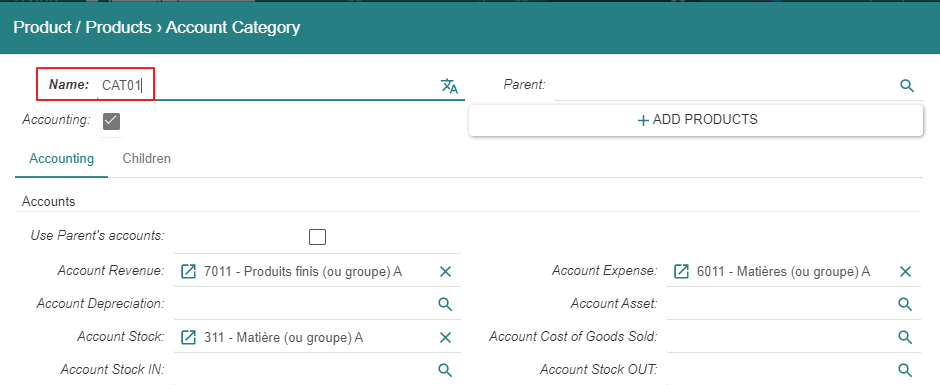 Product / Products › Account Category
Name: CAT01 Parent:
Accounting: ADD PRODUCTS
Accounting Children
Accounts
Use Parent's accounts:
Account Revenue: 7011 - Produits finis (ou groupe) A Account Expense: 6011 - Matières (ou groupe) A
Account Depreciation: Account Asset:
Account Stock: 311 - Matière (ou groupe) A Account Cost of Goods Sold:
Account Stock IN: Account Stock OUT: